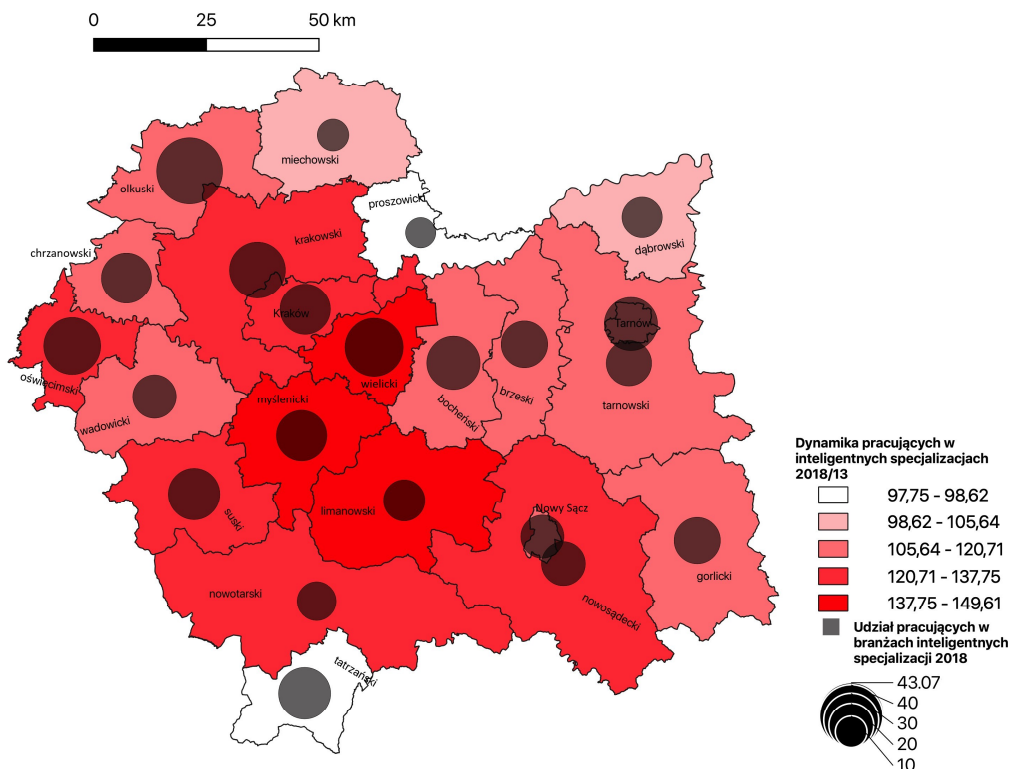 0 25 50 km
miechowski
olkuski
proszowicki
krakowski
dąbrowski
chrzanowski
Kraków
Tarnów
oświęcimski
wielicki
myślenicki
brzeski
bocheński
tarnowski
wadowicki
limanowski
suski
Nowy Sącz
gorlicki
nowotarski
nowosądecki
tatrzański
Dynamika pracujących w
inteligentnych specjalizacjach
2018/13
97,75 - 98,62
98,62 - 105,64
105,64 - 120,71
120,71 - 137,75
137,75 - 149,61
Udział pracujących w
branżach inteligentnych
specjalizacji 2018
43.07
40
30
20
10